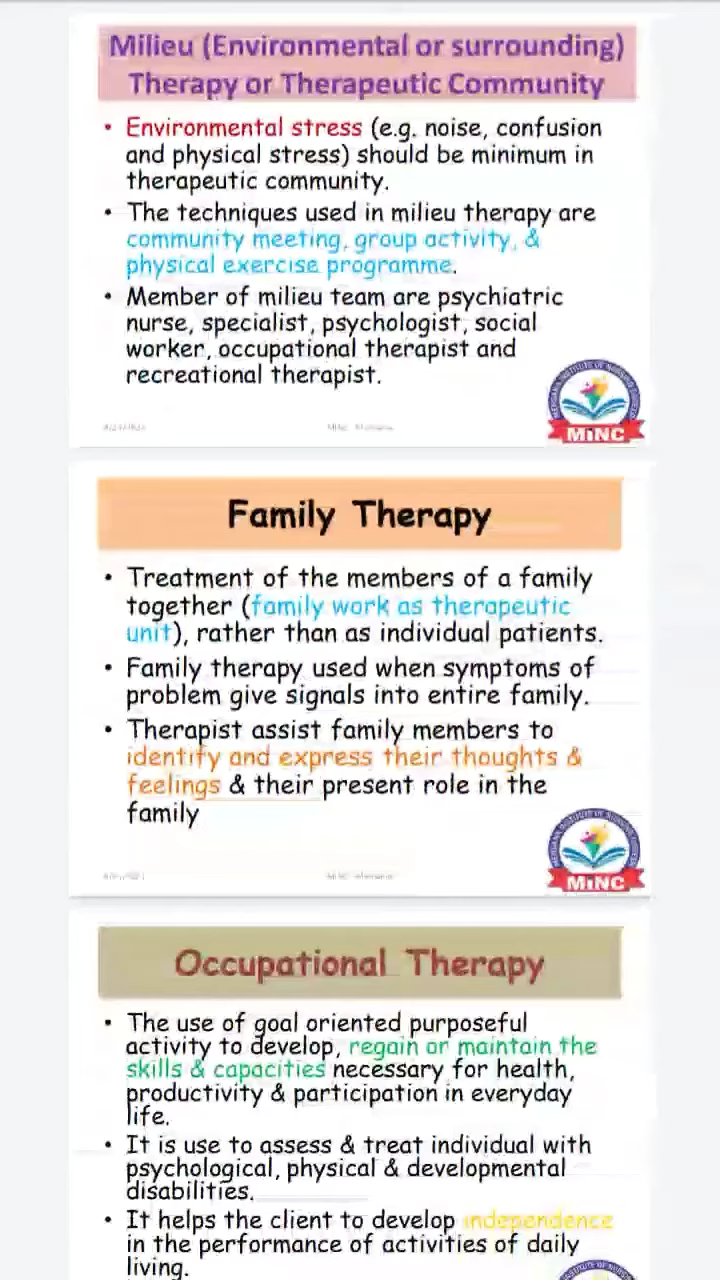 Milieu (Environmental or surrounding)
Therapy or Therapeutic Community
• Environmental stress (e.g. noise, confusion
and physical stress) should be minimum in
therapeutic community.
• The techniques used in milieu therapy are
community meeting, group activity, &
physical exercise programme.
• Member of milieu team are psychiatric
nurse, specialist, psychologist, social
worker, occupational therapist and
recreational therapist.
MiNC
Family Therapy
• Treatment of the members of a family
together (family work as therapeutic
unit), rather than as individual patients.
• Family therapy used when symptoms of
problem give signals into entire family.
• Therapist assist family members to
identify and express their thoughts &
feelings & their present role in the
family
MiNC
Occupational Therapy
• The use of goal oriented purposeful
activity to develop, regain or maintain the
skills & capacities necessary for health,
productivity & participation in everyday
life.
• It is use to assess & treat individual with
psychological, physical & developmental
disabilities.
• It helps the client to develop independence
in the performance of activities of daily
living.